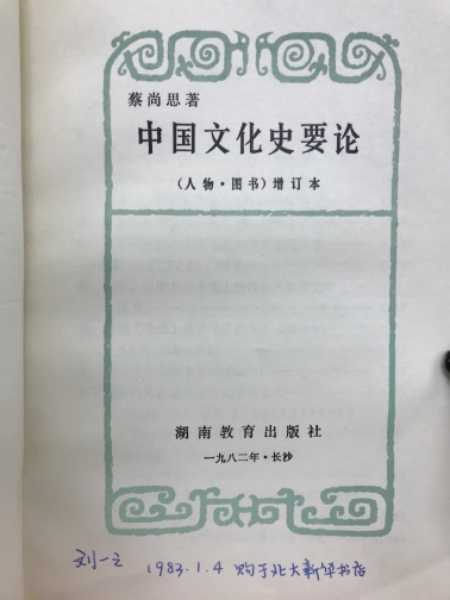 蔡尚思著
中国文化史要论
（人物·图书）增订本
湖南教育出版社
一九八二年·长沙
刘一之 1983.1.4 购于北大新华书店